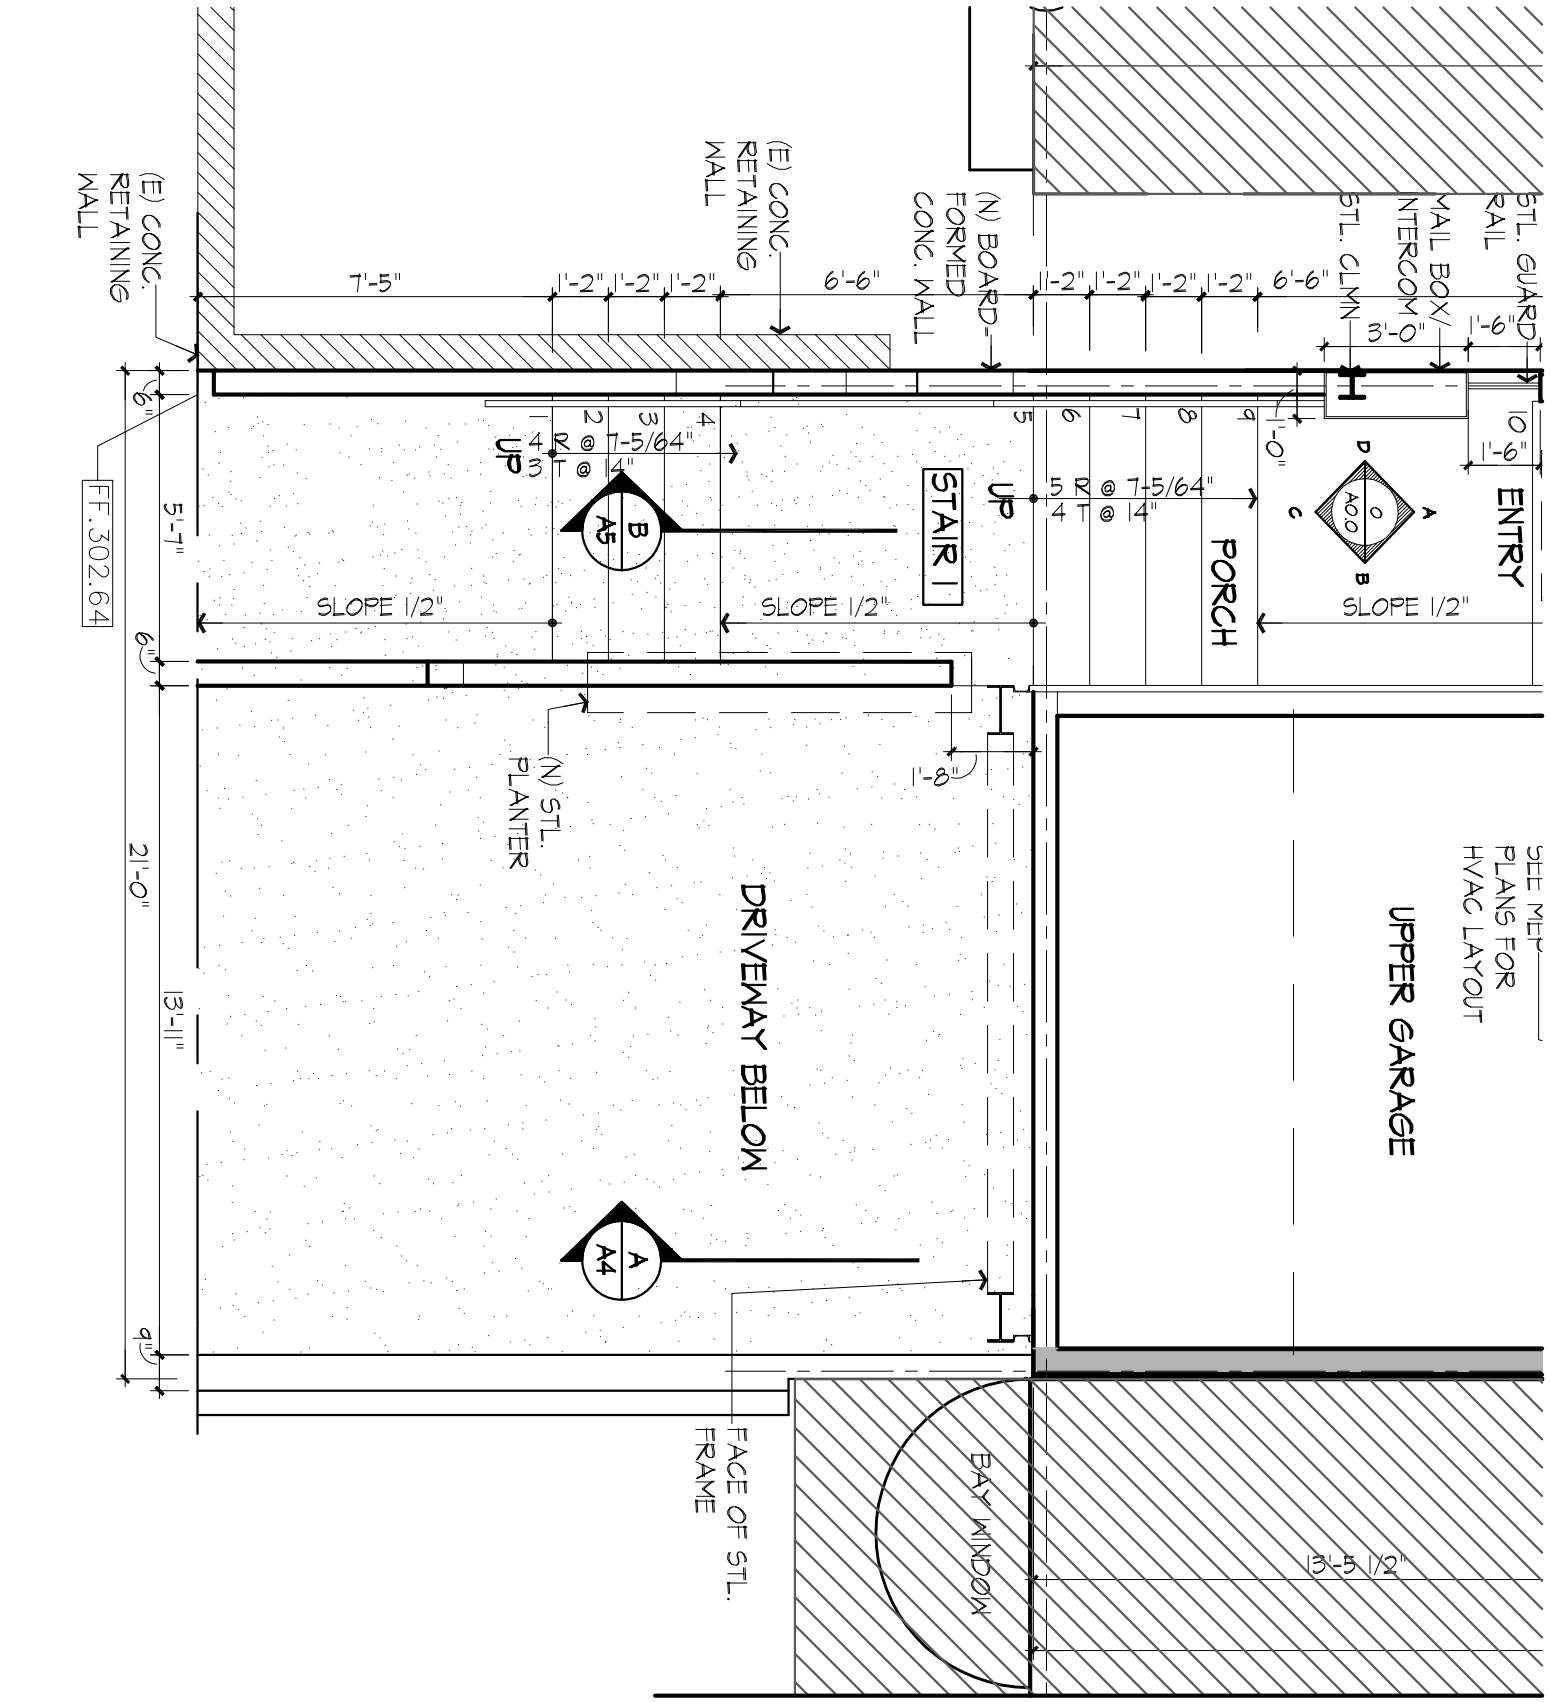 (E) CONC.
RETAINING
WALL
(E) CONC.
RETAINING
WALL
(N) BOARD-
FORMED
CONC. WALL
STL. CLMN
MAIL BOX/
INTERCOM
STL. GUARD
RAIL
7'-5"
1'-2"
1'-2"
1'-2"
6'-6"
1'-2"
1'-2"
1'-2"
1'-2"
6'-6"
3'-0"
1'-6"
6"
1
2
3
4
5
6
7
8
9
10
1'-0"
1'-6"
UP
4 R @ 7-5/64"
3 T @ 14"
UP
5 R @ 7-5/64"
4 T @ 14"
STAIR 1
B
A5
D
A
B
C
0
A0.0
ENTRY
PORCH
FF.302.64
5'-7"
SLOPE 1/2"
SLOPE 1/2"
SLOPE 1/2"
6"
(N) STL.
PLANTER
1'-8"
21'-0"
13'-11"
DRIVEWAY BELOW
SEE MEP
PLANS FOR
HVAC LAYOUT
UPPER GARAGE
A
A4
9"
FACE OF STL.
FRAME
BAY WINDOW
13'-5 1/2"